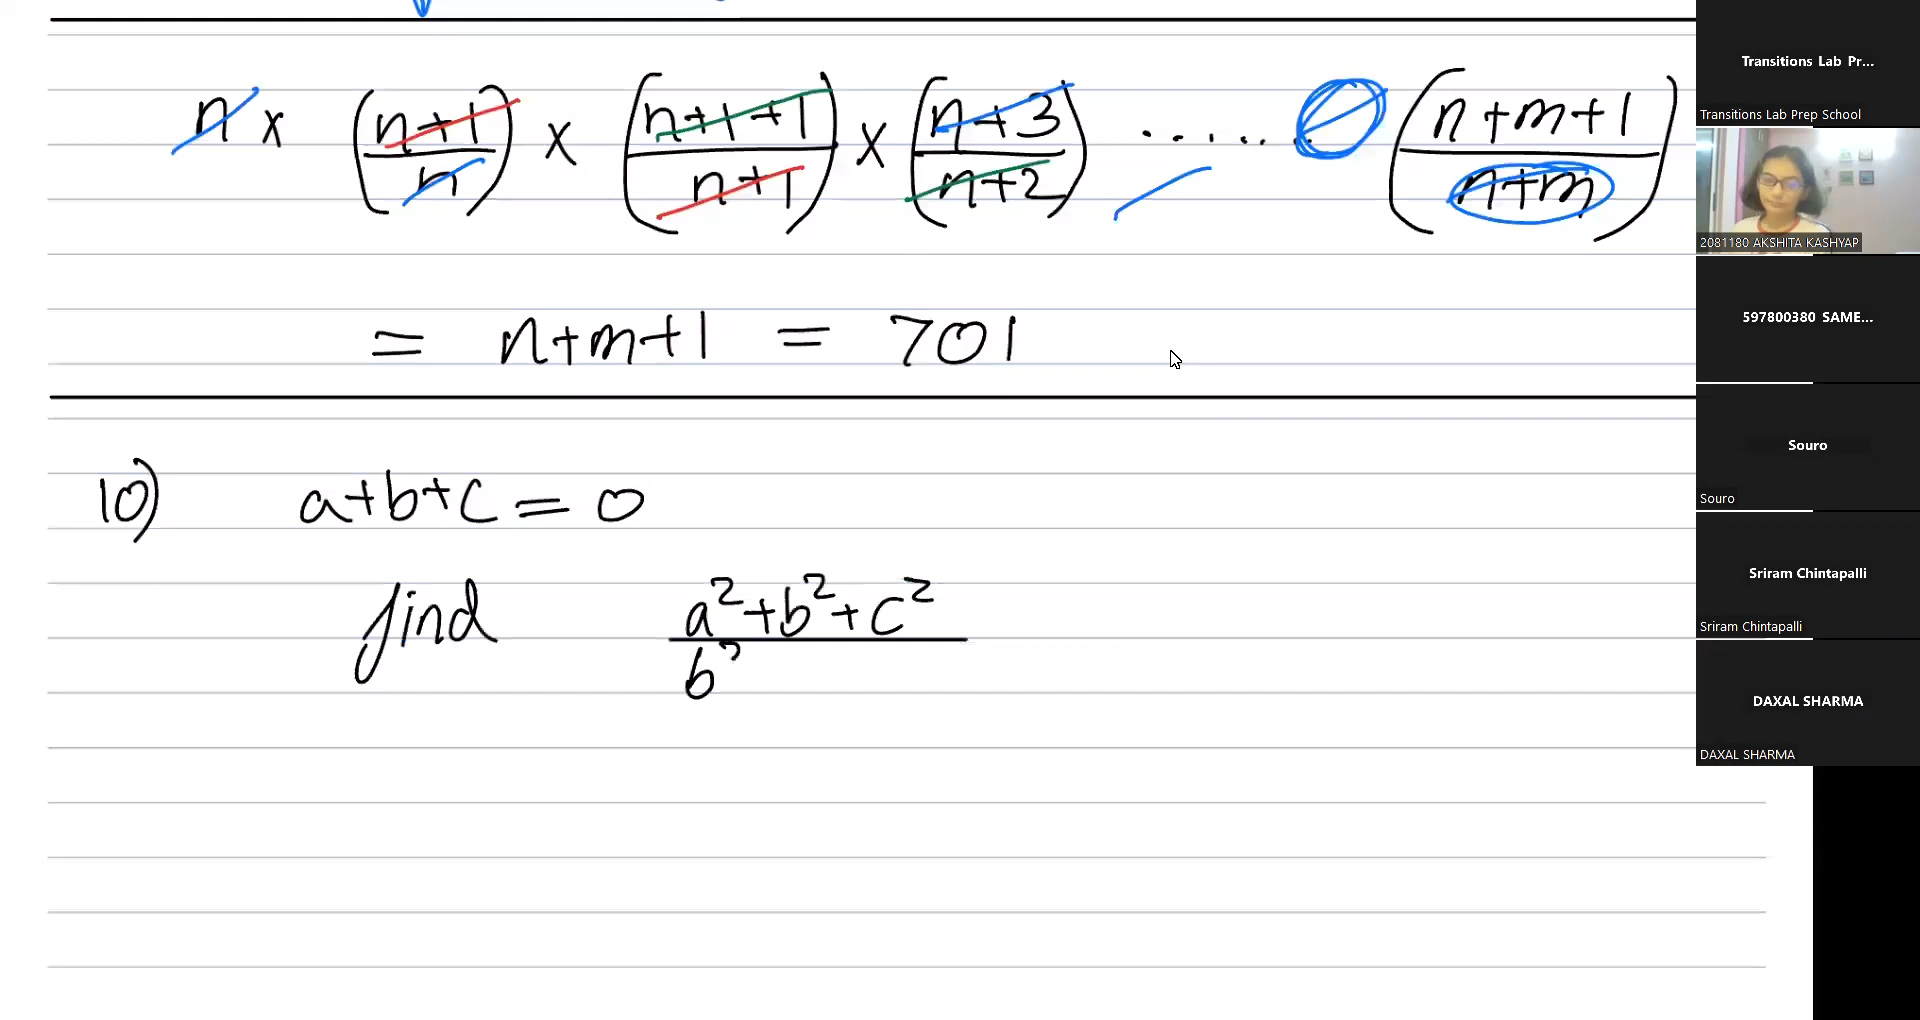 n × (n+1/n) × (n+1+1/n+1) × (n+3/n+2) ...... (n+m+1/n+m)
= n+m+1 = 701
10) a+b+c=0
find a²+b²+c²/b²
Transitions Lab Pr...
Transitions Lab Prep School
2081180 AKSHITA KASHYAP
597800380 SAME...
Souro
Souro
Sriram Chintapalli
Sriram Chintapalli
DAXAL SHARMA
DAXAL SHARMA